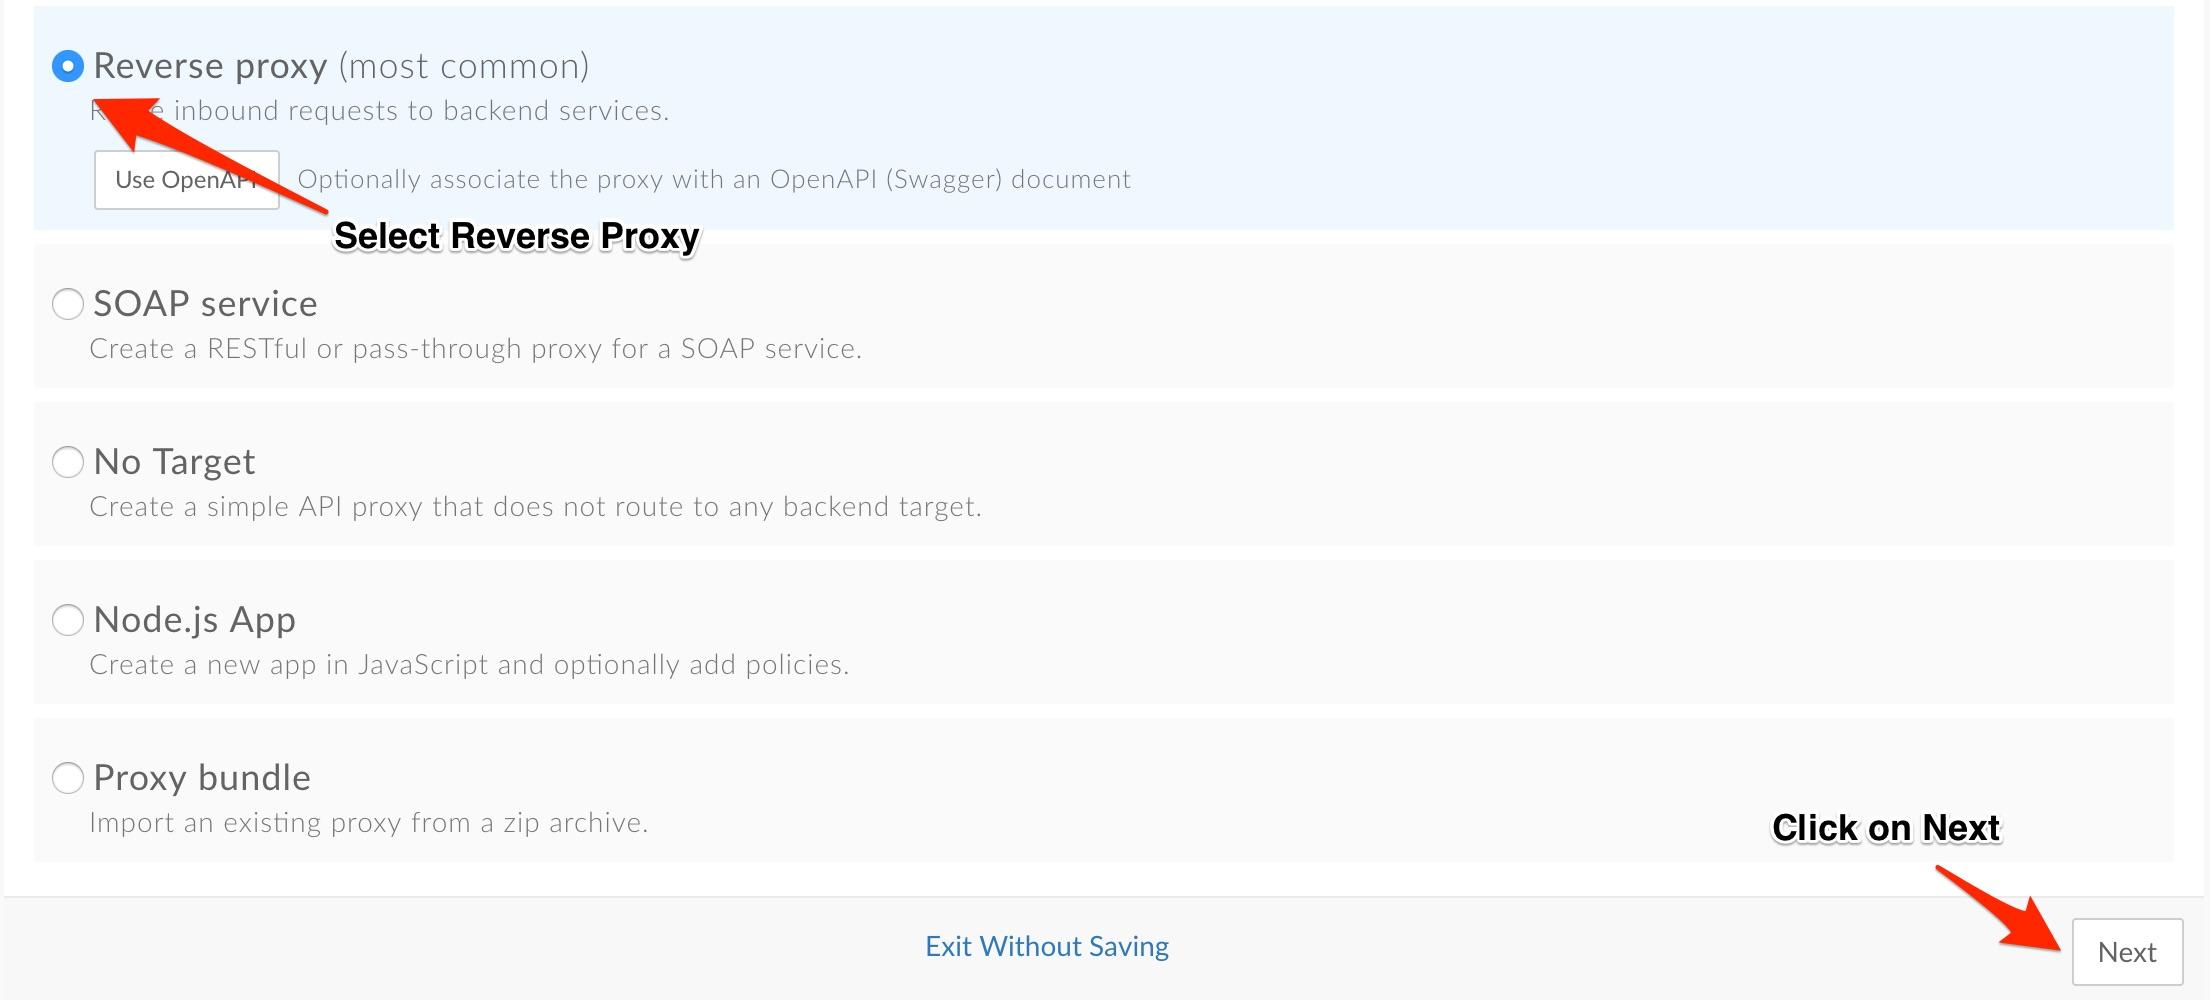 Reverse proxy (most common)
inbound requests to backend services.
Use OpenAPI
Optionally associate the proxy with an OpenAPI (Swagger) document
Select Reverse Proxy
SOAP service
Create a RESTful or pass-through proxy for a SOAP service.
No Target
Create a simple API proxy that does not route to any backend target.
Node.js App
Create a new app in JavaScript and optionally add policies.
Proxy bundle
Import an existing proxy from a zip archive.
Click on Next
Exit Without Saving
Next